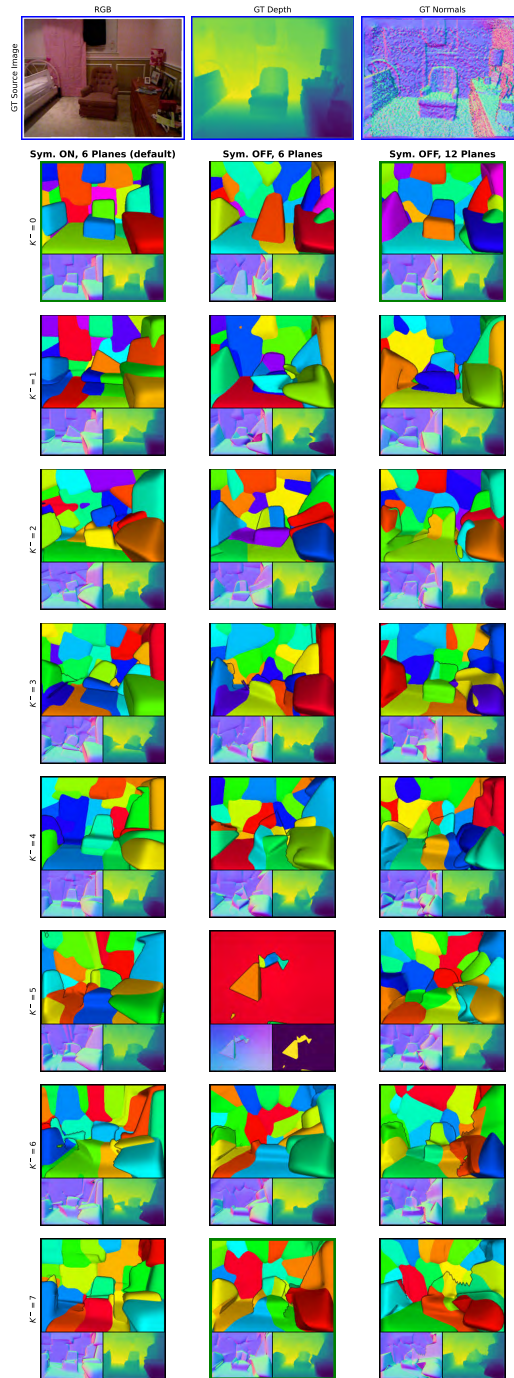 RGB
GT Depth
GT Normals
GT Source Image
Sym. ON, 6 Planes (default)
Sym. OFF, 6 Planes
Sym. OFF, 12 Planes
K⁻ = 0
K⁻ = 1
K⁻ = 2
K⁻ = 3
K⁻ = 4
K⁻ = 5
K⁻ = 6
K⁻ = 7